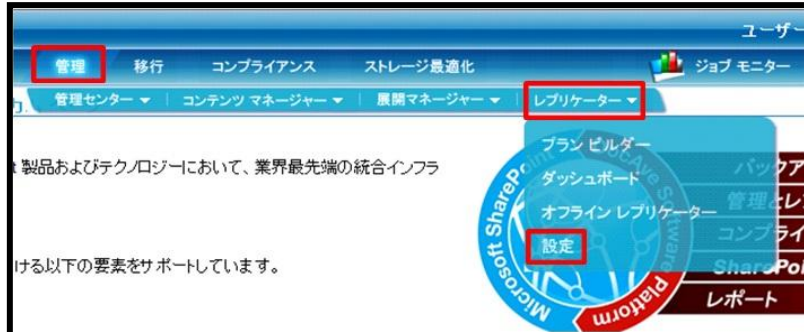 ユーザー
管理 移行 コンプライアンス ストレージ最適化 ジョブ モニター
管理センター コンテンツ マネージャー 展開マネージャー レプリケーター
プラン ビルダー
製品およびテクノロジーにおいて、業界最先端の統合インフラ
バックア
ダッシュボード
管理とレ
オフライン レプリケーター
コンプライ
設定
ける以下の要素をサポートしています。
SharePoi
レポート
Microsoft SharePoint
DocAve Software Platform